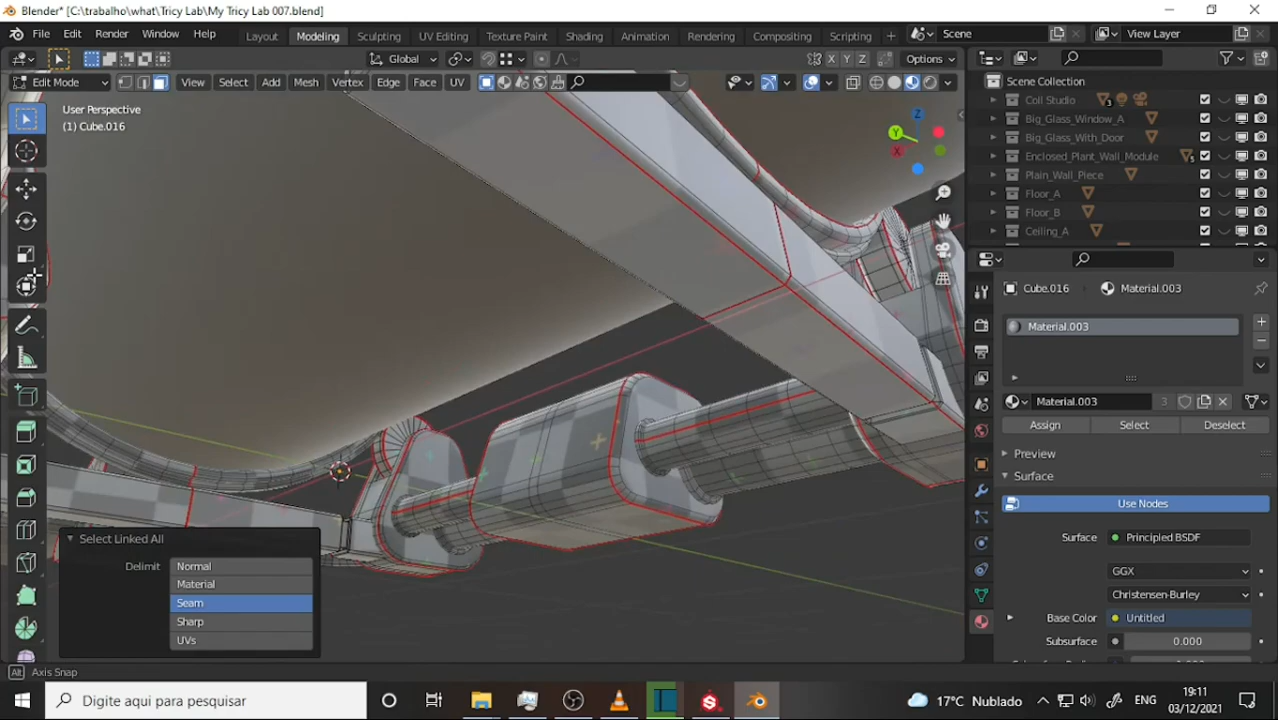 Blender* [C:\trabalho\what\Tricy Lab\My Tricy Lab 007.blend]
File Edit Render Window Help Layout Modeling Sculpting UV Editing Texture Paint Shading Animation Rendering Compositing Scripting + Scene View Layer
Global X Y Z Options
Edit Mode View Select Add Mesh Vertex Edge Face UV
User Perspective
(1) Cube.016
Z
Y
X
Scene Collection
Coll Studio 3
Big_Glass_Window_A
Big_Glass_With_Door
Enclosed_Plant_Wall_Module 5
Plain_Wall_Piece
Floor_A
Floor_B
Ceiling_A
Cube.016 Material.003
Material.003
Material.003 3
Assign Select Deselect
Preview
Surface
Use Nodes
Surface Principled BSDF
GGX
Christensen-Burley
Base Color Untitled
Subsurface 0.000
Select Linked All
Delimit Normal
Material
Seam
Sharp
UVs
Alt Axis Snap
Digite aqui para pesquisar
17°C Nublado ENG 19:11
03/12/2021